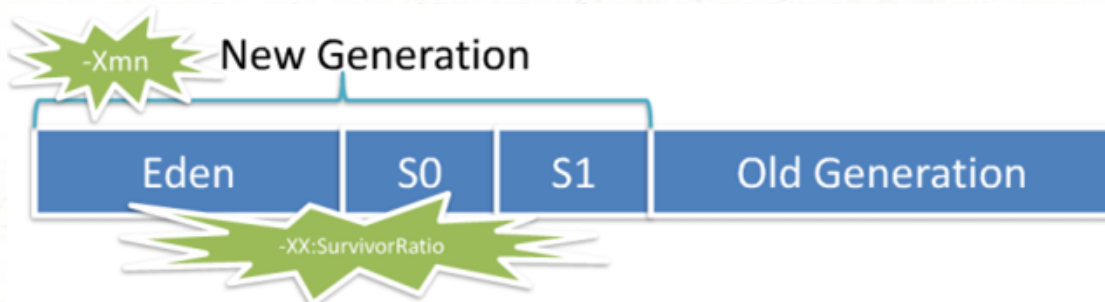 -Xmn
New Generation
Eden S0 S1 Old Generation
-XX:SurvivorRatio